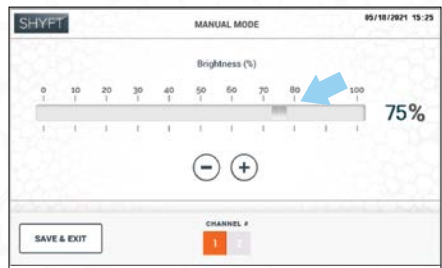 SHYFT MANUAL MODE 05/18/2021 15:25
Brightness (%)
0 10 20 30 40 50 60 70 80 100
75%
− +
SAVE & EXIT
CHANNEL #
1 2